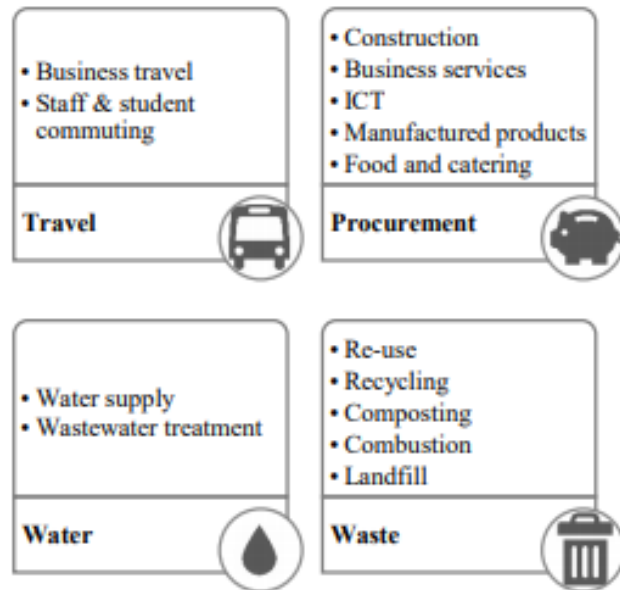 • Business travel
• Staff & student
commuting
Travel
• Construction
• Business services
• ICT
• Manufactured products
• Food and catering
Procurement
• Water supply
• Wastewater treatment
Water
• Re-use
• Recycling
• Composting
• Combustion
• Landfill
Waste